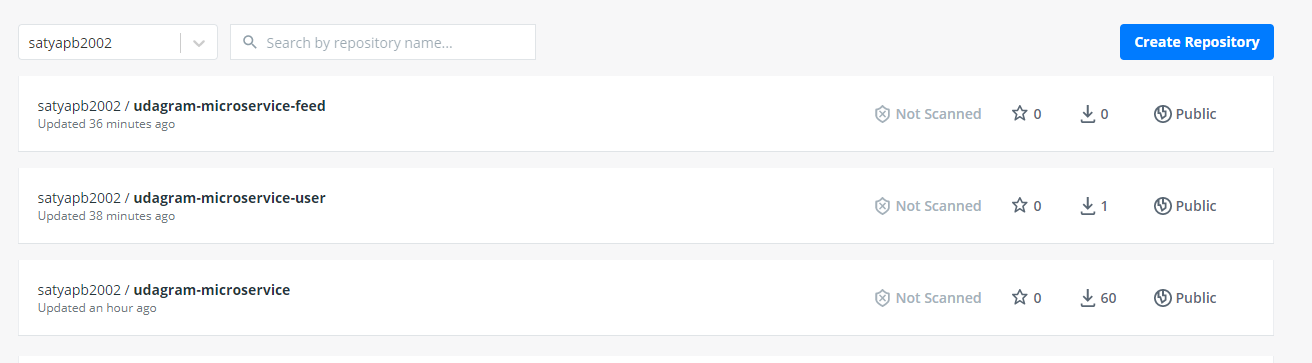 satyapb2002
Search by repository name...
Create Repository
satyapb2002 / udagram-microservice-feed
Updated 36 minutes ago
Not Scanned
0
0
Public
satyapb2002 / udagram-microservice-user
Updated 38 minutes ago
Not Scanned
0
1
Public
satyapb2002 / udagram-microservice
Updated an hour ago
Not Scanned
0
60
Public